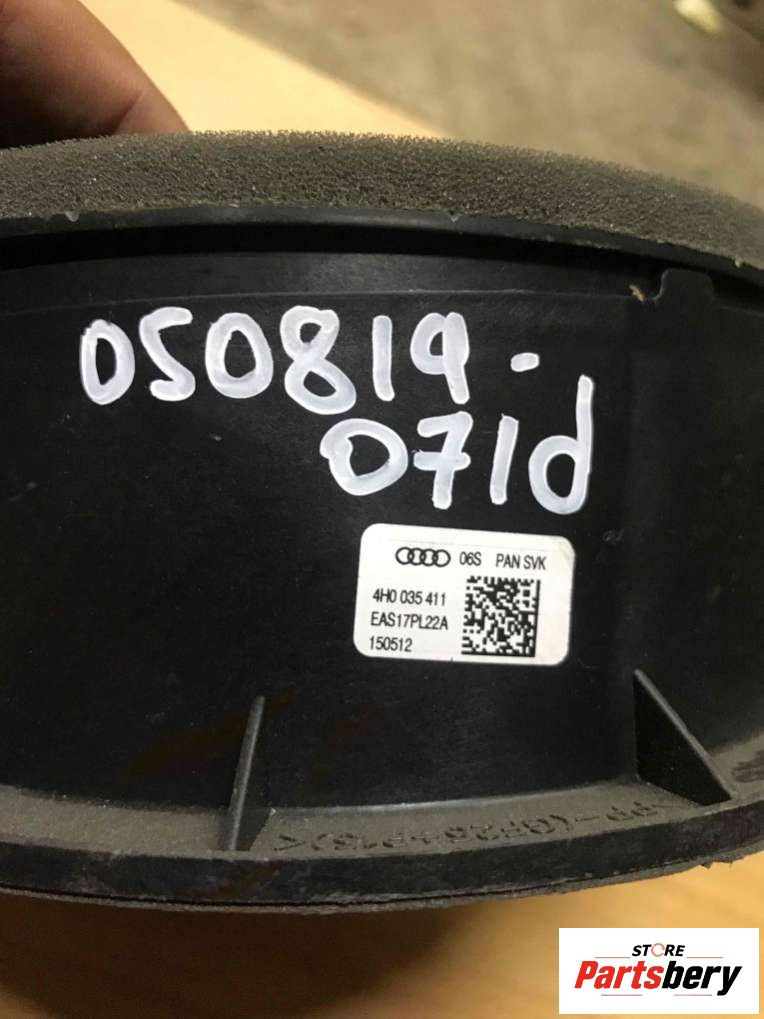 050819-
071d
06S PAN SVK
4H0 035 411
EAS17PL22A
150512
STORE
Partsbery